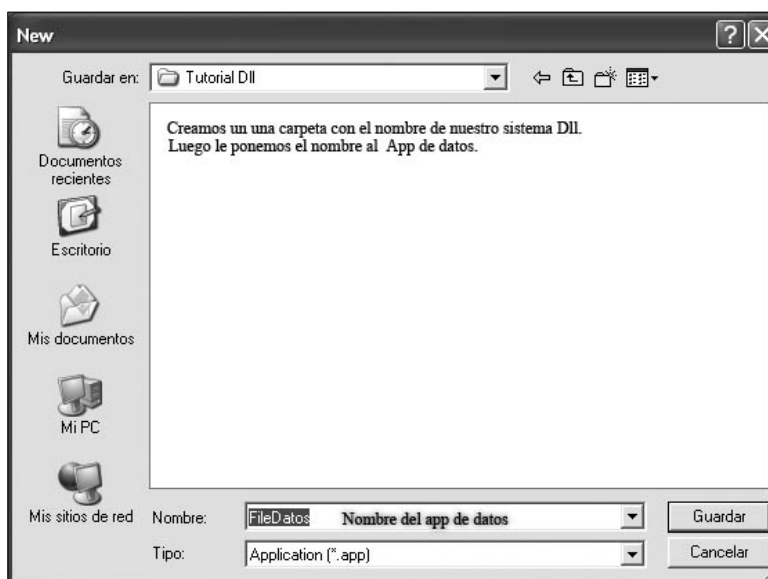 New
Guardar en: Tutorial Dll
Creamos un una carpeta con el nombre de nuestro sistema Dll.
Luego le ponemos el nombre al App de datos.
Documentos
recientes
Escritorio
Mis documentos
Mi PC
Mis sitios de red
Nombre: FileDatos Nombre del app de datos Guardar
Tipo: Application (*.app) Cancelar